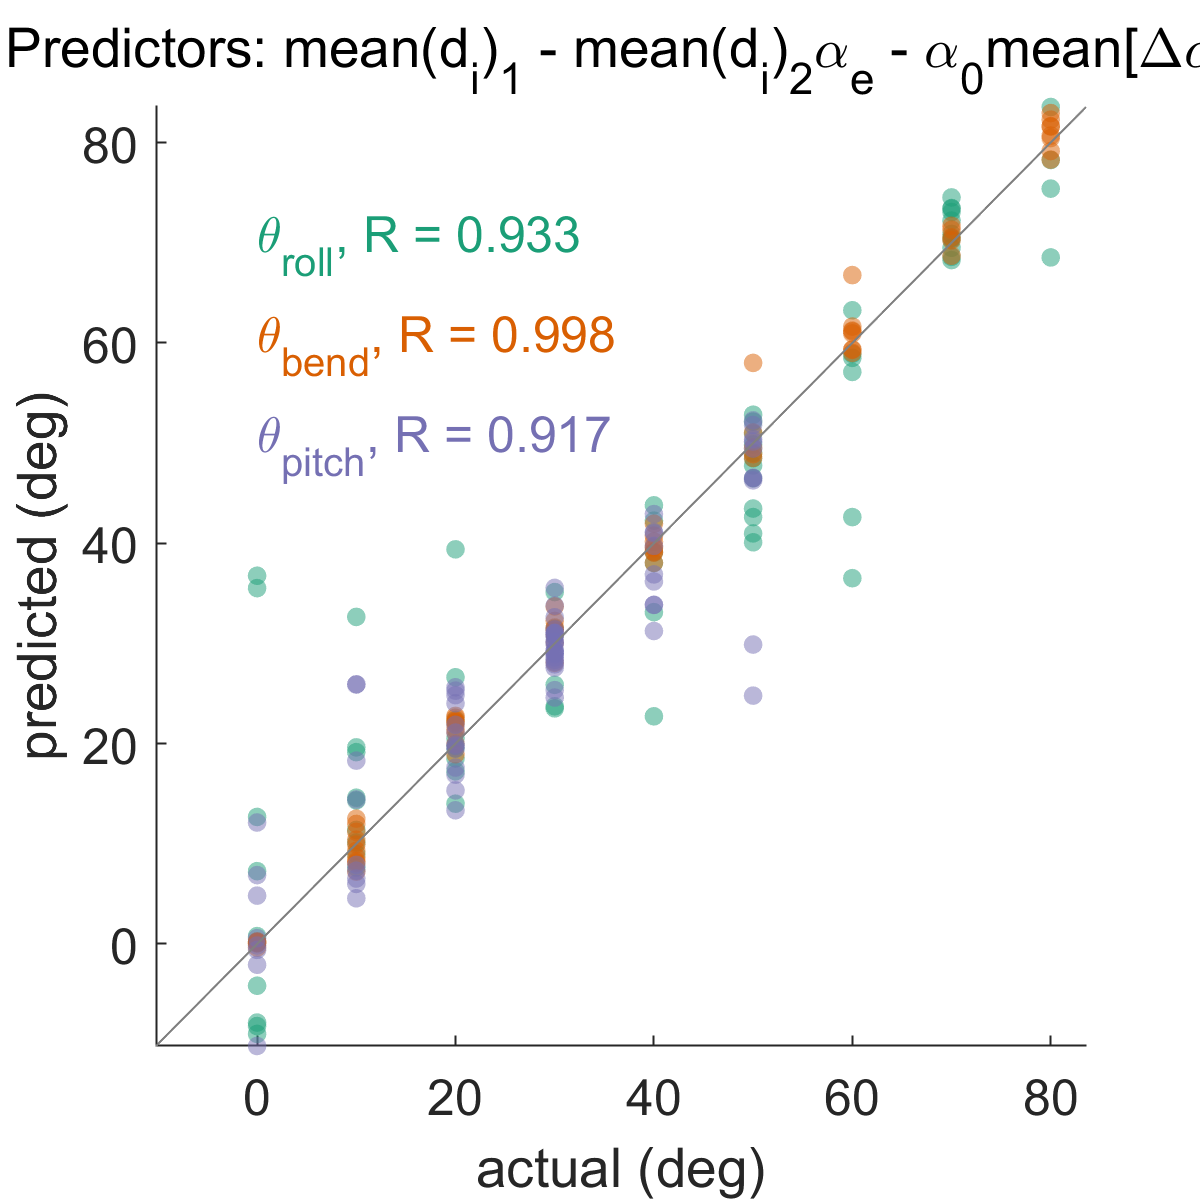 Predictors: mean(di)1 - mean(di)2αe - α0mean[Δ
80
60
40
20
0
θroll, R = 0.933
θbend, R = 0.998
θpitch, R = 0.917
predicted (deg)
0 20 40 60 80
actual (deg)